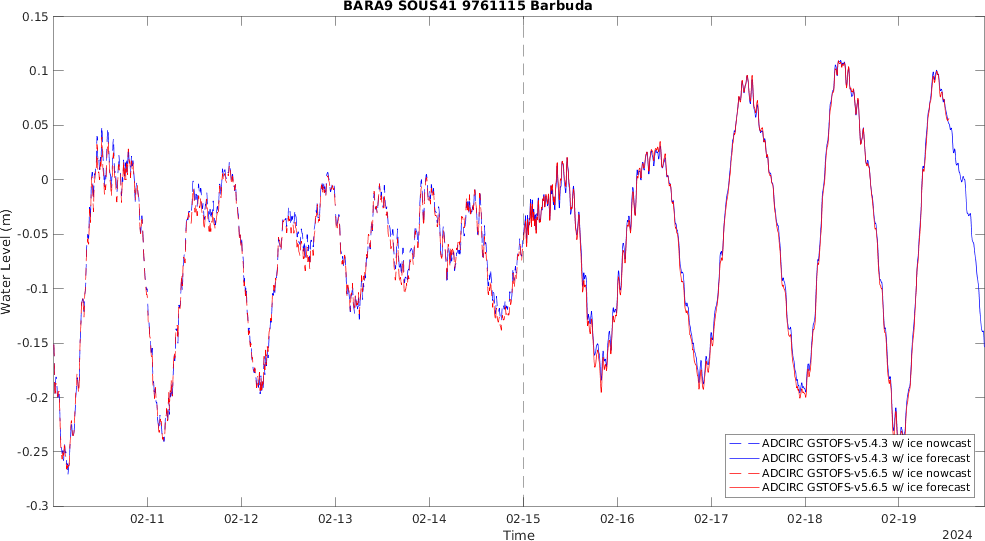 BARA9 SOUS41 9761115 Barbuda
Water Level (m)
0.15
0.1
0.05
0
-0.05
-0.1
-0.15
-0.2
-0.25
-0.3
02-11
02-12
02-13
02-14
02-15
02-16
02-17
02-18
02-19
Time
2024
ADCIRC GSTOFS-v5.4.3 w/ ice nowcast
ADCIRC GSTOFS-v5.4.3 w/ ice forecast
ADCIRC GSTOFS-v5.6.5 w/ ice nowcast
ADCIRC GSTOFS-v5.6.5 w/ ice forecast